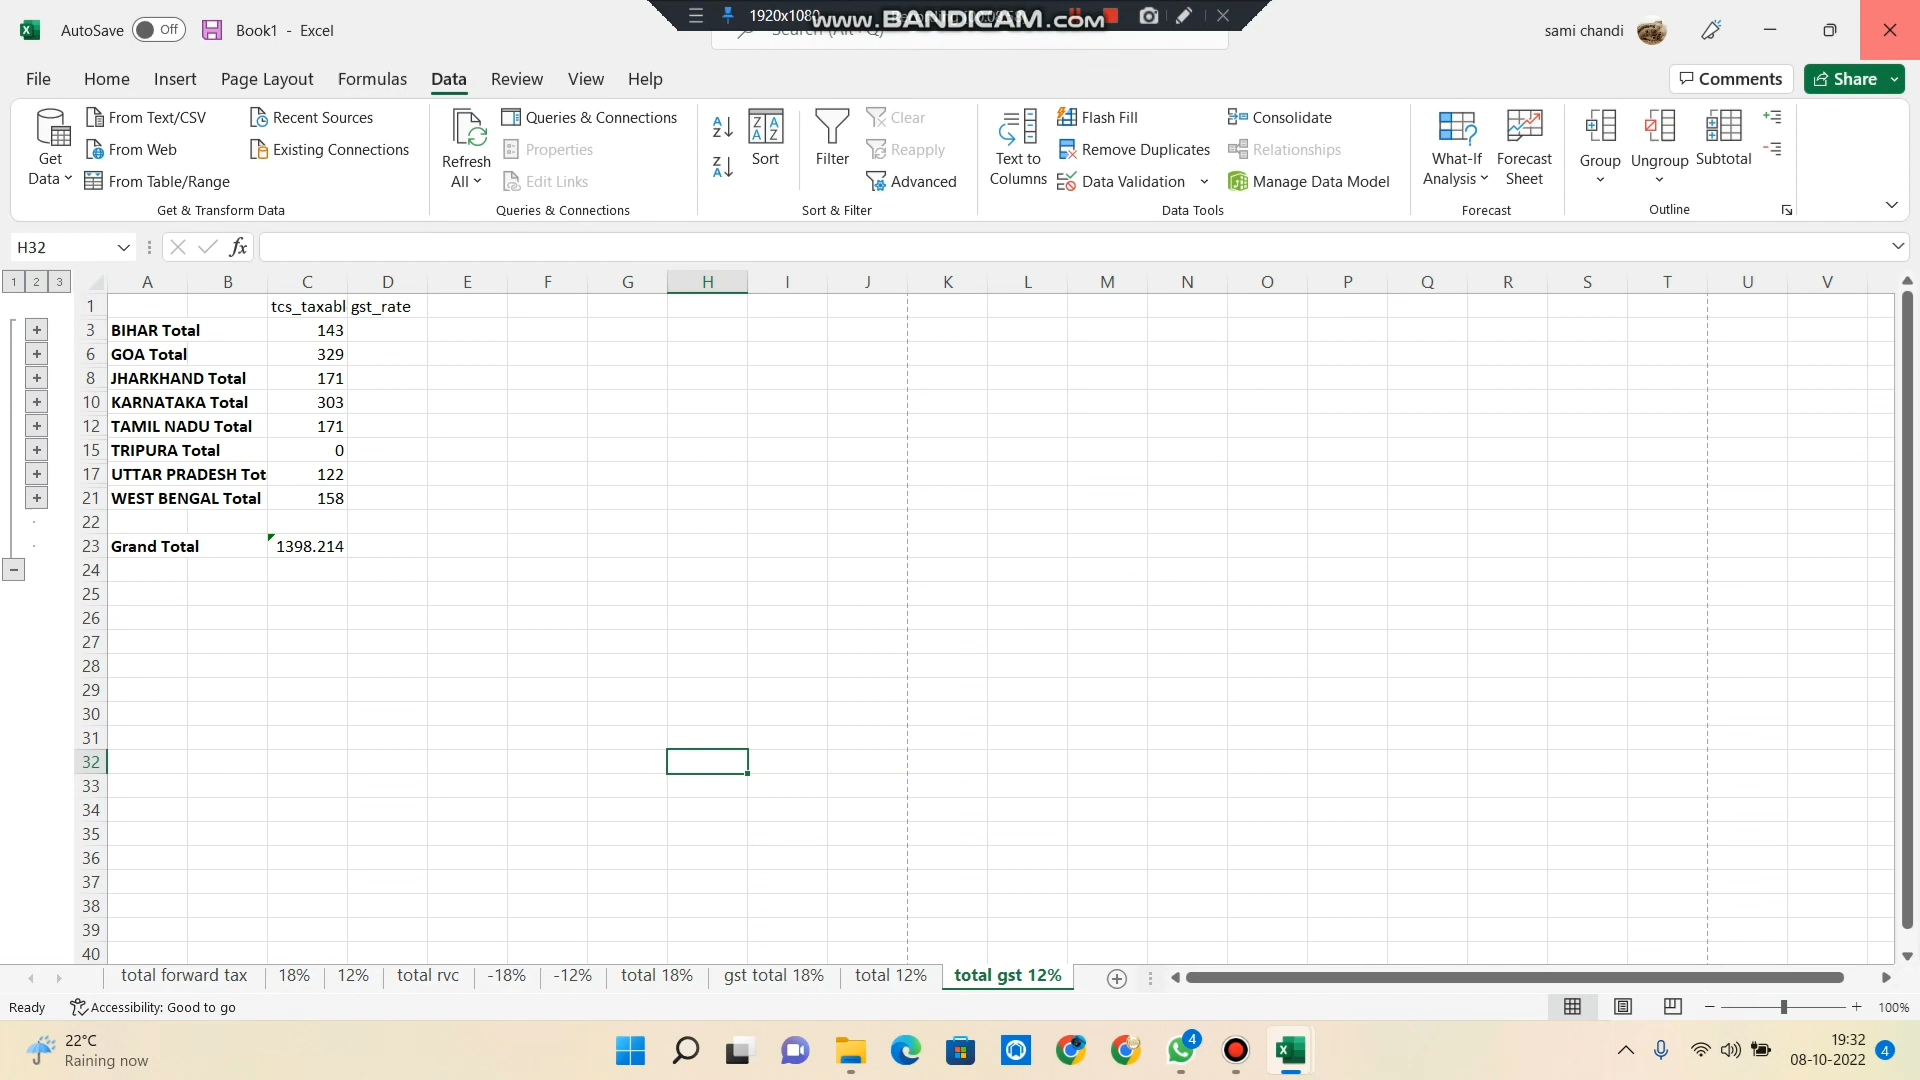 AutoSave Off Book1 - Excel
1920x1080 www.BANDICAM.com
sami chandi
File Home Insert Page Layout Formulas Data Review View Help
Comments Share
Get Data
From Text/CSV
From Web
From Table/Range
Recent Sources
Existing Connections
Get & Transform Data
Refresh All
Queries & Connections
Properties
Edit Links
Queries & Connections
Sort
Filter
Clear
Reapply
Advanced
Sort & Filter
Text to Columns
Flash Fill
Remove Duplicates
Data Validation
Consolidate
Relationships
Manage Data Model
Data Tools
What-If Analysis
Forecast Sheet
Forecast
Group
Ungroup
Subtotal
Outline
H32 fx
1 2 3
A B C D E F G H I J K L M N O P Q R S T U V
1 tcs_taxabl gst_rate
3 BIHAR Total 143
6 GOA Total 329
8 JHARKHAND Total 171
10 KARNATAKA Total 303
12 TAMIL NADU Total 171
15 TRIPURA Total 0
17 UTTAR PRADESH Tot 122
21 WEST BENGAL Total 158
22
23 Grand Total 1398.214
24
25
26
27
28
29
30
31
32
33
34
35
36
37
38
39
40
total forward tax 18% 12% total rvc -18% -12% total 18% gst total 18% total 12% total gst 12%
Ready Accessibility: Good to go 100%
22°C
Raining now
4
19:32
08-10-2022
4